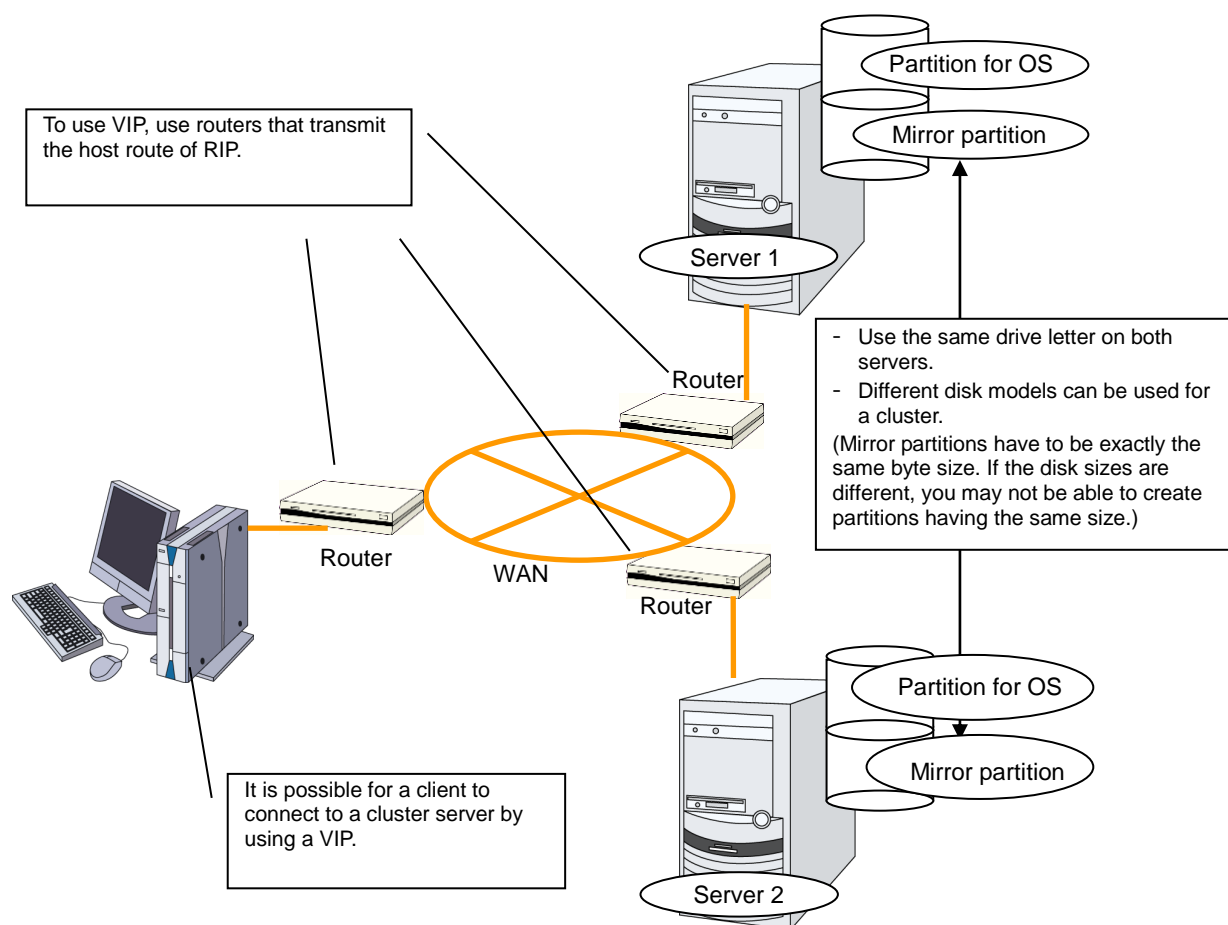 Partition for OS
Mirror partition
To use VIP, use routers that transmit
the host route of RIP.
Server 1
- Use the same drive letter on both
servers.
- Different disk models can be used for
a cluster.
(Mirror partitions have to be exactly the
same byte size. If the disk sizes are
different, you may not be able to create
partitions having the same size.)
Router
Router
WAN
Router
Partition for OS
Mirror partition
It is possible for a client to
connect to a cluster server by
using a VIP.
Server 2